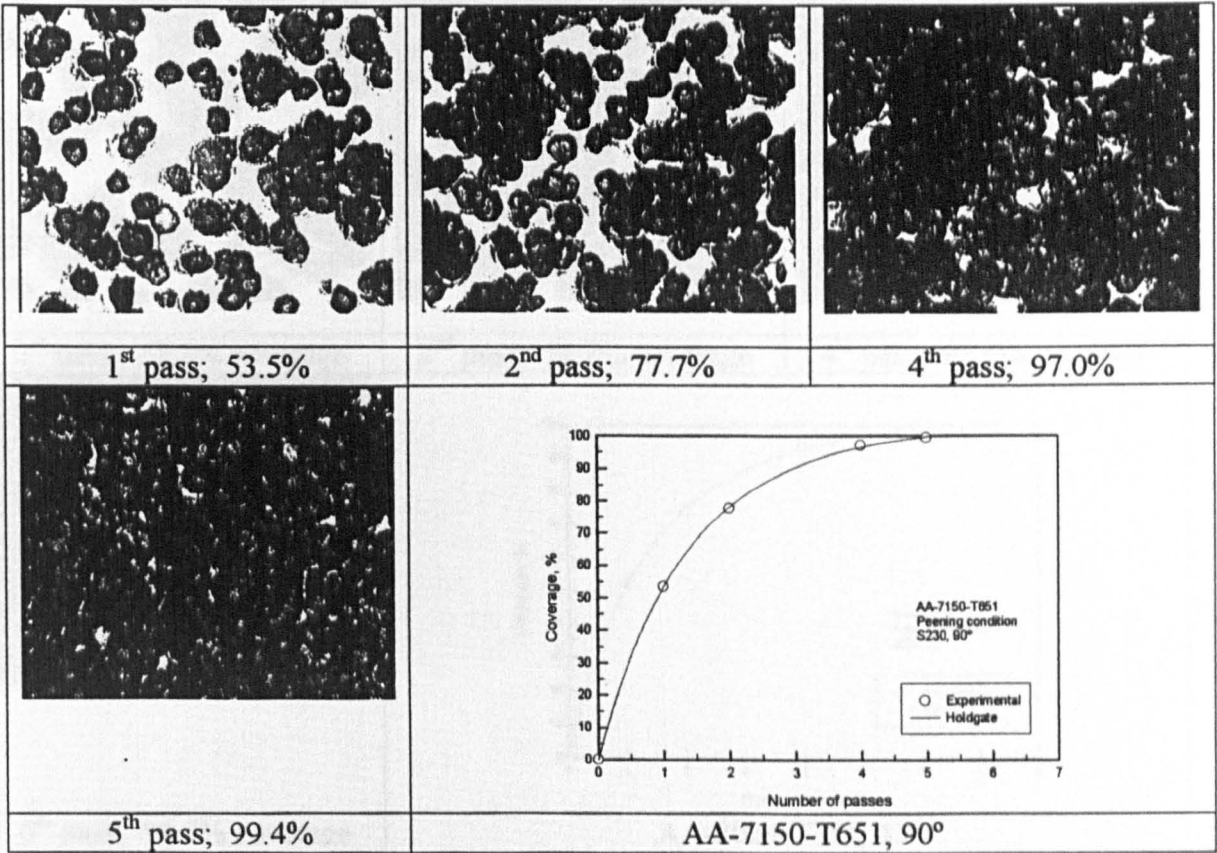 1st pass; 53.5%
2nd pass; 77.7%
4th pass; 97.0%
100
90
80
70
60
50
40
30
20
10
0
Coverage, %
AA-7150-T651
Peening condition
S230, 90º
Experimental
Holdgate
0 1 2 3 4 5 6 7
Number of passes
5th pass; 99.4%
AA-7150-T651, 90º